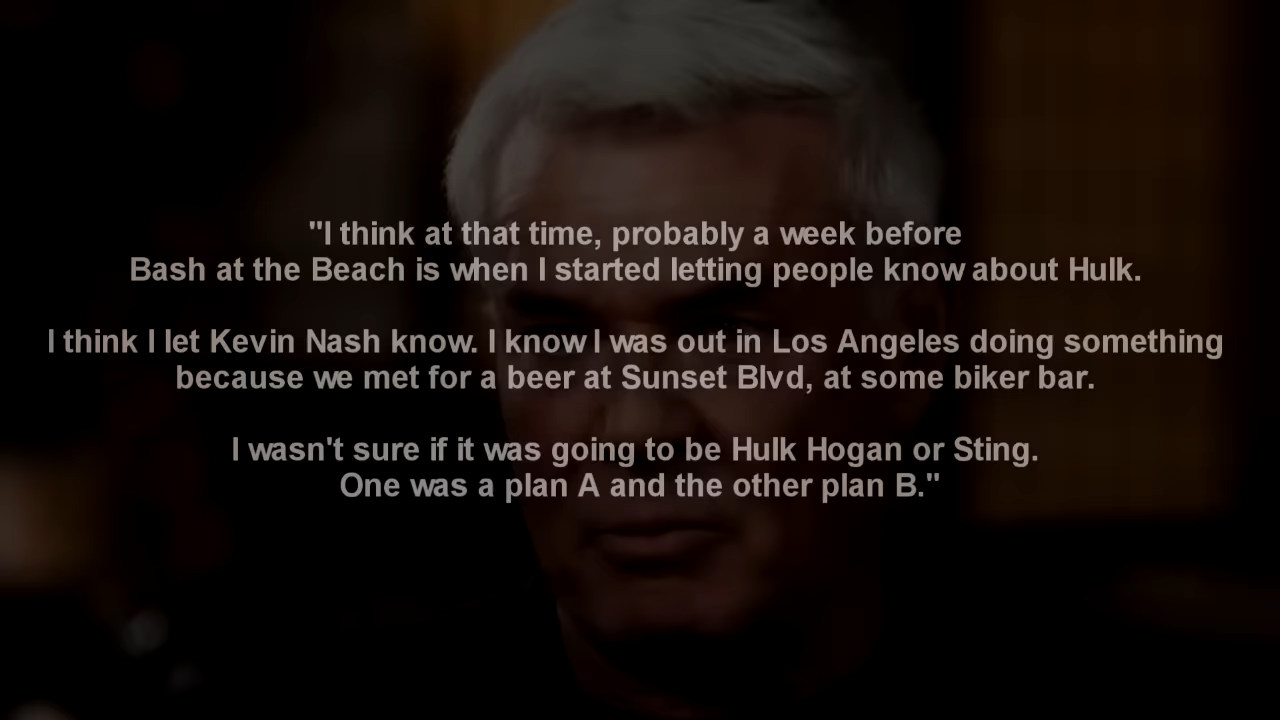 "I think at that time, probably a week before
Bash at the Beach is when I started letting people know about Hulk.
I think I let Kevin Nash know. I know I was out in Los Angeles doing something
because we met for a beer at Sunset Blvd, at some biker bar.
I wasn't sure if it was going to be Hulk Hogan or Sting.
One was a plan A and the other plan B."